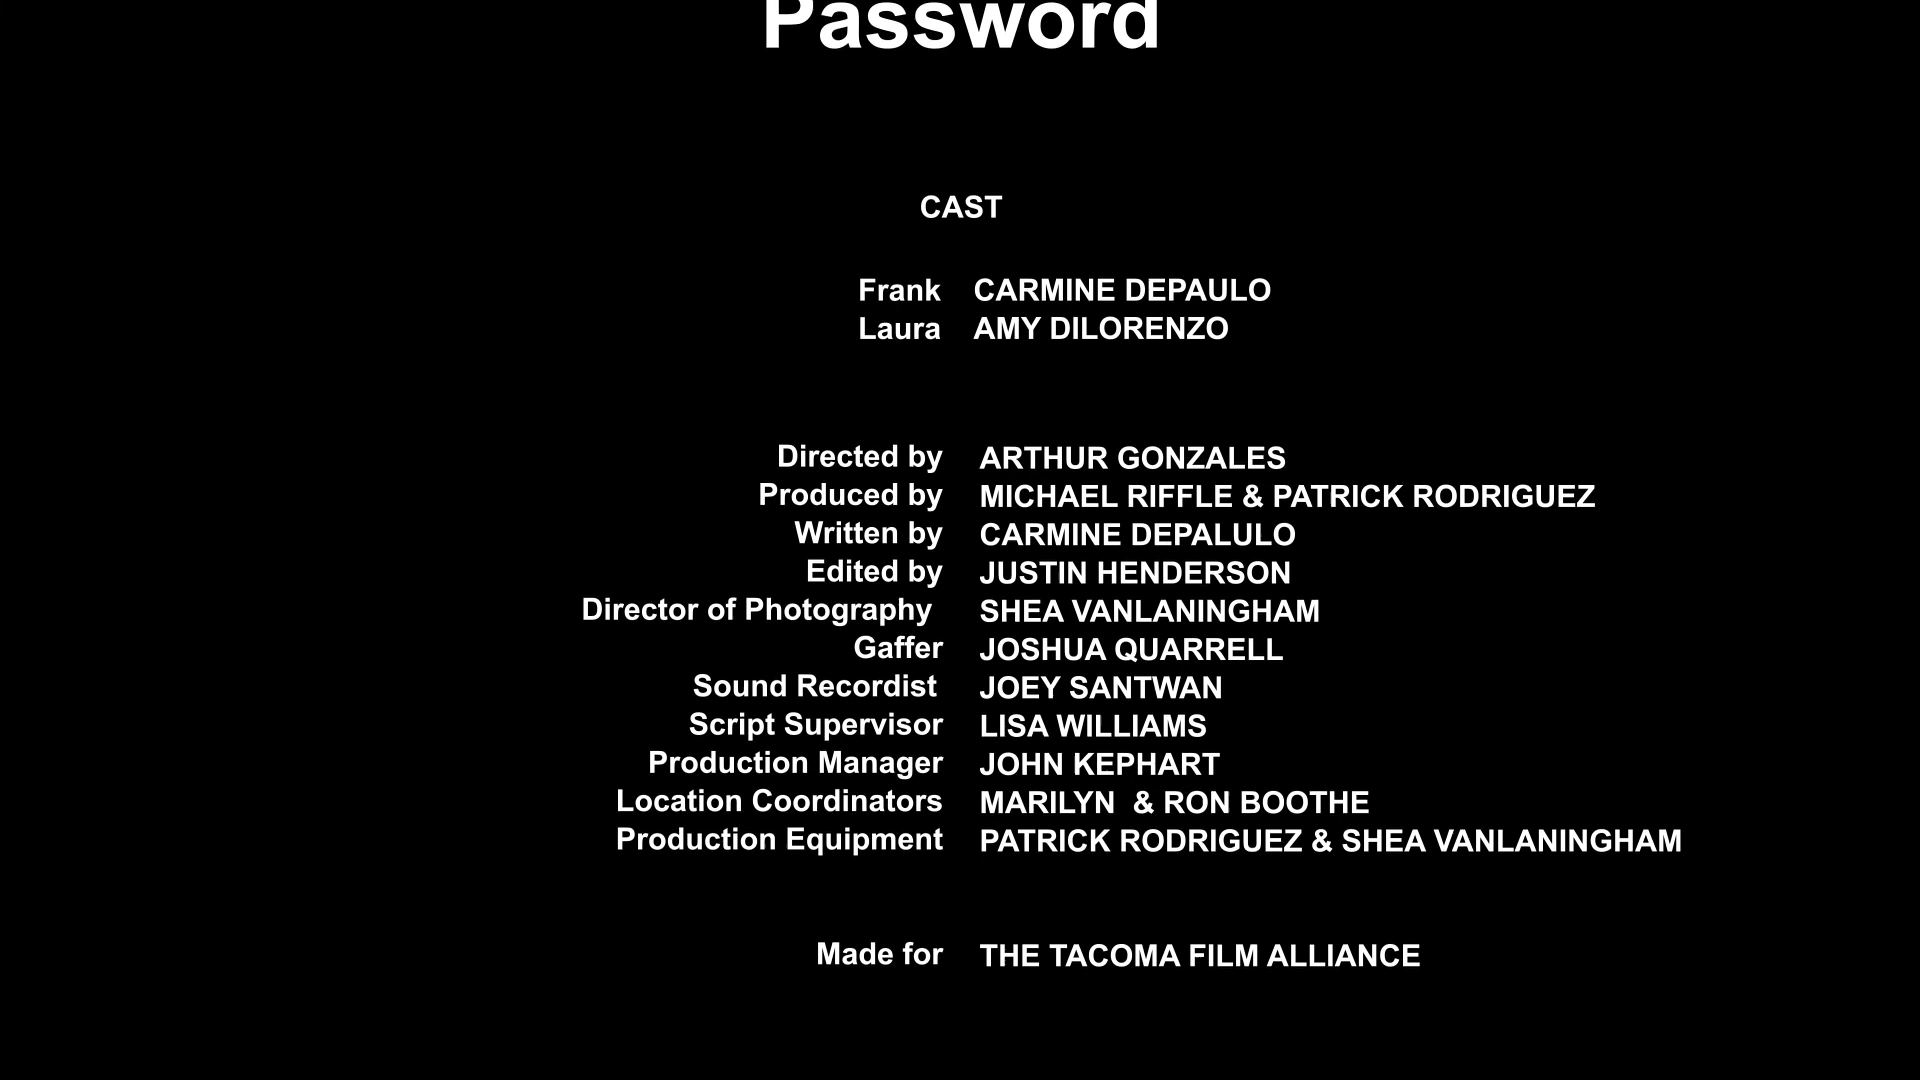 Password
CAST
Frank CARMINE DEPAULO
Laura AMY DILORENZO
Directed by ARTHUR GONZALES
Produced by MICHAEL RIFFLE & PATRICK RODRIGUEZ
Written by CARMINE DEPALULO
Edited by JUSTIN HENDERSON
Director of Photography SHEA VANLANINGHAM
Gaffer JOSHUA QUARRELL
Sound Recordist JOEY SANTWAN
Script Supervisor LISA WILLIAMS
Production Manager JOHN KEPHART
Location Coordinators MARILYN & RON BOOTHE
Production Equipment PATRICK RODRIGUEZ & SHEA VANLANINGHAM
Made for THE TACOMA FILM ALLIANCE